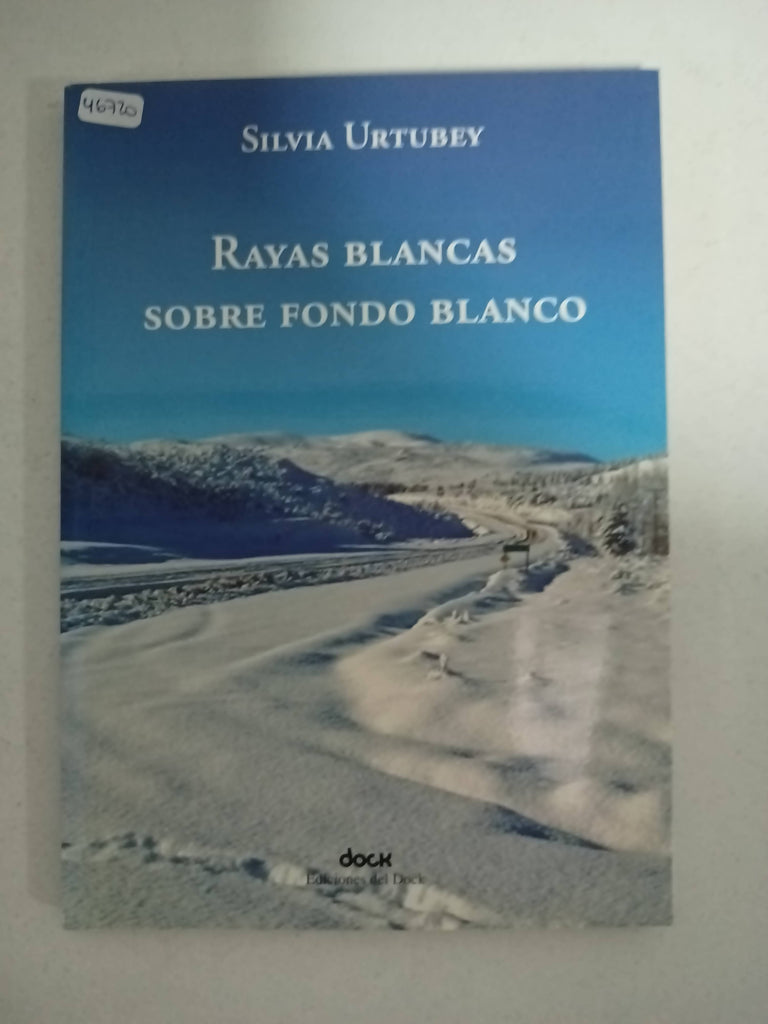 46720
SILVIA URTUBEY
RAYAS BLANCAS
SOBRE FONDO BLANCO
dock
Ediciones del Dock